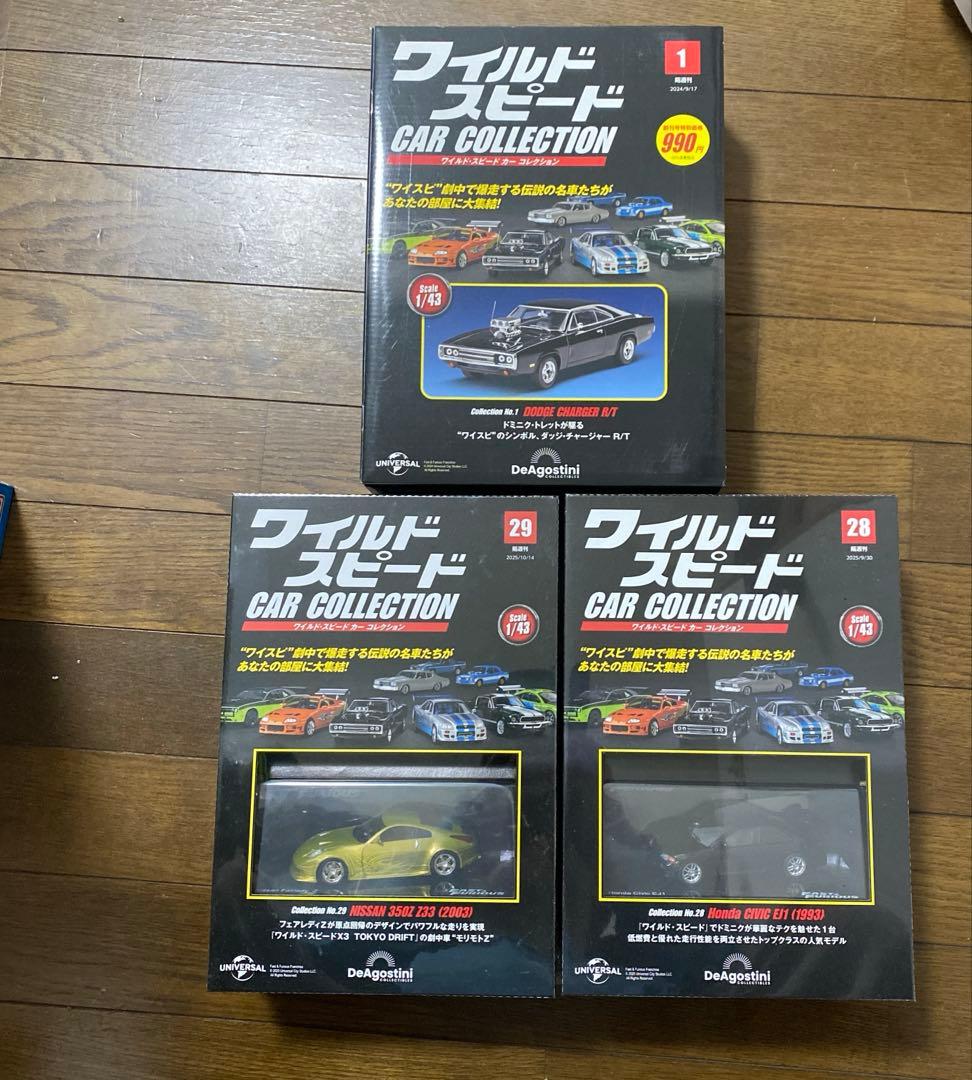 ワイルド
スピード
CAR COLLECTION
ワイルド・スピード カー コレクション
1
隔週刊
2024/9/17
創刊号特別価格
990円
“ワイスピ”劇中で爆走する伝説の名車たちが
あなたの部屋に大集結!
Scale
1/43
Collection No.1 DODGE CHARGER R/T
ドミニク・トレットが駆る
“ワイスピ”のシンボル、ダッジ・チャージャー R/T
UNIVERSAL
DeAgostini
COLLECTIBLES
ワイルド
スピード
CAR COLLECTION
ワイルド・スピード カー コレクション
29
隔週刊
2025/10/14
Scale
1/43
“ワイスピ”劇中で爆走する伝説の名車たちが
あなたの部屋に大集結!
Collection No.29 NISSAN 350Z Z33 (2003)
フェアレディZが原点回帰のデザインでパワフルな走りを実現
「ワイルド・スピードX3 TOKYO DRIFT」の劇中車“モリモトZ”
UNIVERSAL
DeAgostini
COLLECTIBLES
ワイルド
スピード
CAR COLLECTION
ワイルド・スピード カー コレクション
28
隔週刊
2025/9/30
Scale
1/43
“ワイスピ”劇中で爆走する伝説の名車たちが
あなたの部屋に大集結!
Honda Civic EJ1
Collection No.28 Honda CIVIC EJ1 (1993)
「ワイルド・スピード」でドミニクが華麗なテクを魅せた1台
低燃費と優れた走行性能を両立させたトップクラスの人気モデル
UNIVERSAL
DeAgostini
COLLECTIBLES